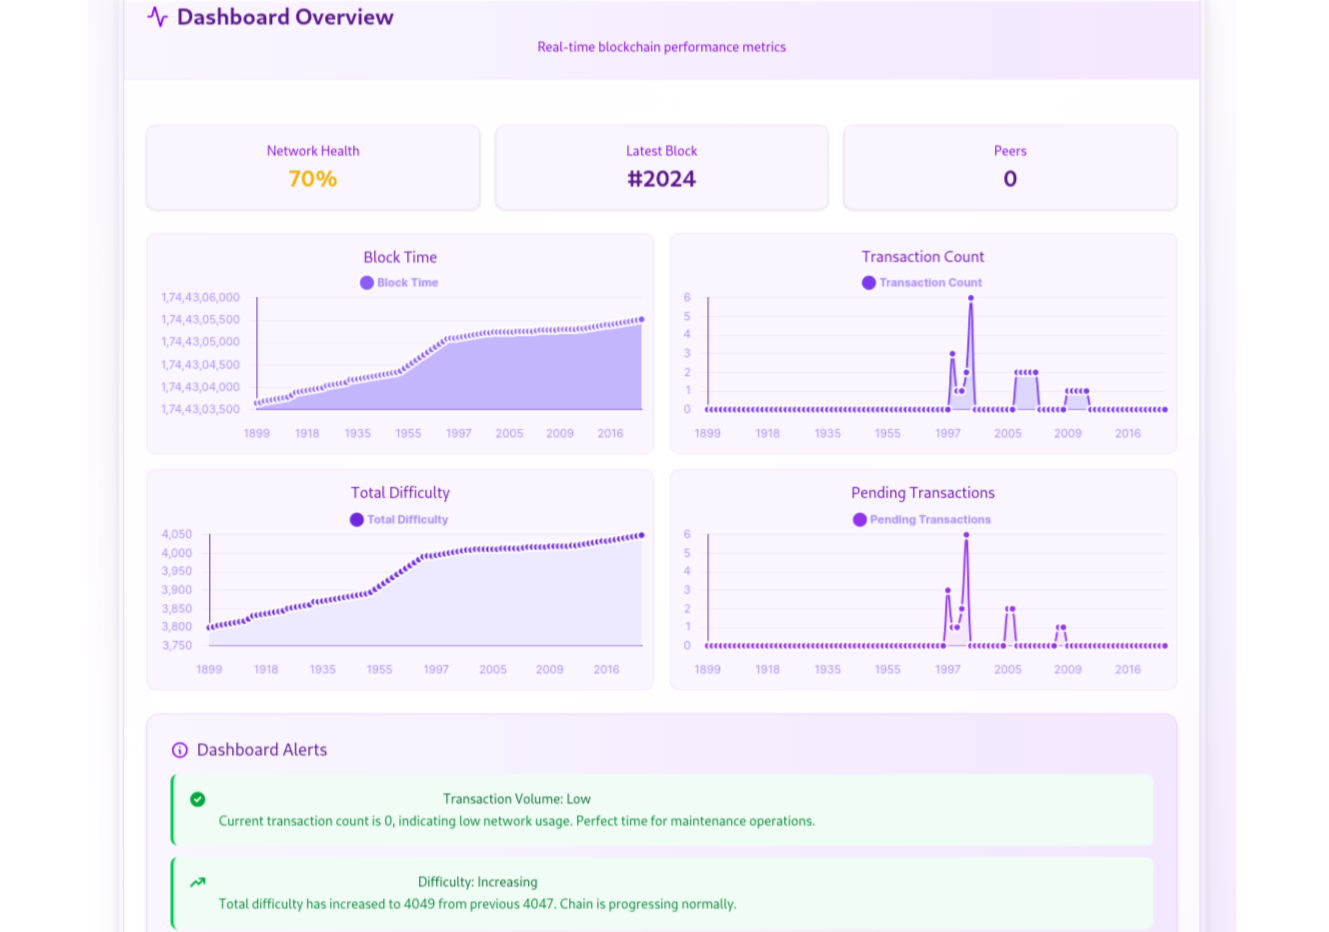 Dashboard Overview
Real-time blockchain performance metrics
Network Health
70%
Latest Block
#2024
Peers
0
Block Time
Block Time
1,74,43,06,000
1,74,43,05,500
1,74,43,05,000
1,74,43,04,500
1,74,43,04,000
1,74,43,03,500
1899 1918 1935 1955 1997 2005 2009 2016
Transaction Count
Transaction Count
6
5
4
3
2
1
0
1899 1918 1935 1955 1997 2005 2009 2016
Total Difficulty
Total Difficulty
4,050
4,000
3,950
3,900
3,850
3,800
3,750
1899 1918 1935 1955 1997 2005 2009 2016
Pending Transactions
Pending Transactions
6
5
4
3
2
1
0
1899 1918 1935 1955 1997 2005 2009 2016
Dashboard Alerts
Transaction Volume: Low
Current transaction count is 0, indicating low network usage. Perfect time for maintenance operations.
Difficulty: Increasing
Total difficulty has increased to 4049 from previous 4047. Chain is progressing normally.